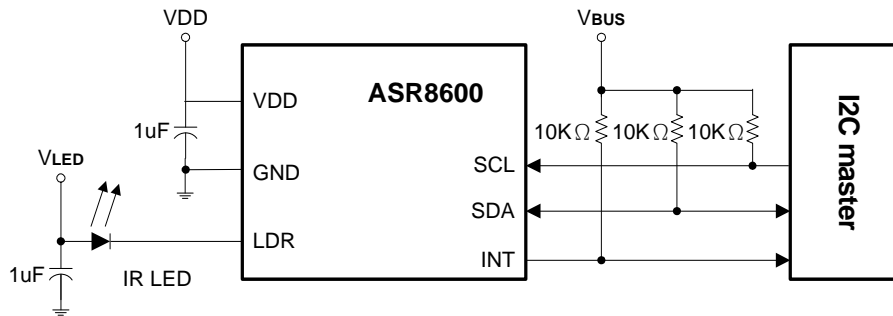 VDD
VBUS
VDD
ASR8600
1uF
10KΩ
10KΩ
10KΩ
I2C master
VLED
GND
SCL
SDA
LDR
INT
1uF
IR LED